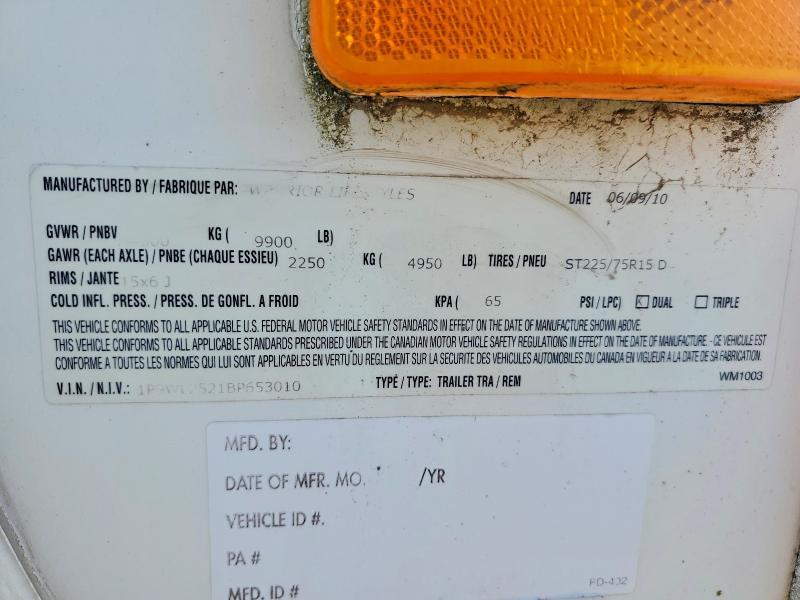 MANUFACTURED BY / FABRIQUE PAR: LIFESTYLES DATE 06/09/10
GVWR / PNBV KG ( 9900 LB)
GAWR (EACH AXLE) / PNBE (CHAQUE ESSIEU) 2250 KG ( 4950 LB) TIRES / PNEU ST225/75R15 D
RIMS / JANTE 15x6 J
COLD INFL. PRESS. / PRESS. DE GONFL. A FROID KPA ( 65 PSI / LPC) DUAL TRIPLE
THIS VEHICLE CONFORMS TO ALL APPLICABLE U.S. FEDERAL MOTOR VEHICLE SAFETY STANDARDS IN EFFECT ON THE DATE OF MANUFACTURE SHOWN ABOVE.
THIS VEHICLE CONFORMS TO ALL APPLICABLE STANDARDS PRESCRIBED UNDER THE CANADIAN MOTOR VEHICLE SAFETY REGULATIONS IN EFFECT ON THE DATE OF MANUFACTURE. - CE VEHICULE EST
CONFORME A TOUTES LES NORMES QUI LUI SONT APPLICABLES EN VERTU DU REGLEMENT SUR LA SECURITE DES VEHICULES AUTOMOBILES DU CANADA EN VIGUEUR A LA DATE DE SA FABRICATION.
WM1003
V.I.N. / N.I.V.: TYPE / TYPE: TRAILER TRA / REM
MFD. BY:
DATE OF MFR. MO. /YR
VEHICLE ID #.
PA #
MFD. ID #
FD-402